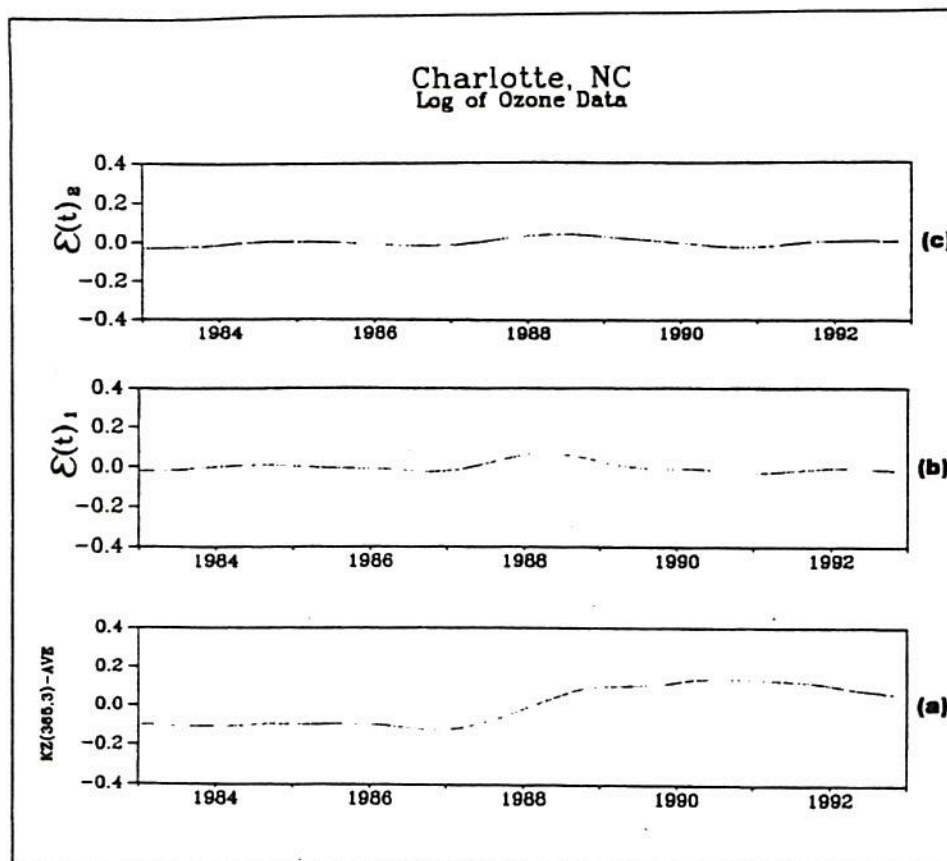 Charlotte, NC
Log of Ozone Data
0.4
0.2
0.0
−0.2
−0.4
ℰ(t)₂
(c)
1984 1986 1988 1990 1992
0.4
0.2
0.0
−0.2
−0.4
ℰ(t)₁
(b)
1984 1986 1988 1990 1992
0.4
0.2
0.0
−0.2
−0.4
KZ(365,3)-AVE
(a)
1984 1986 1988 1990 1992